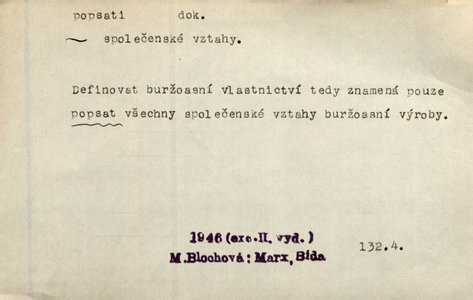 popsati dok.
~ společenské vztahy.
Definovat buržoasní vlastnictví tedy znamená pouze
popsat všechny společenské vztahy buržoasní výroby.
1946 (exc.II. vyd.)
M.Blochová: Marx, Bída
132.4.